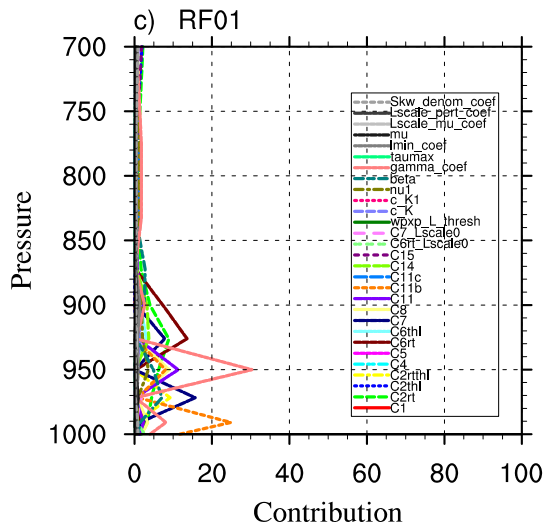 c) RF01
700
750
800
850
900
950
1000
Pressure
0
20
40
60
80
100
Contribution
Skw_denom_coef
Lscale_pert_coef
Lscale_mu_coef
mu
lmin_coef
taumax
gamma_coef
beta
nu1
c_K1
c_K
wpxp_L_thresh
C7_Lscale0
C6rt_Lscale0
C15
C14
C11c
C11b
C11
C8
C7
C6thl
C6rt
C5
C4
C2rtthl
C2thl
C2rt
C1